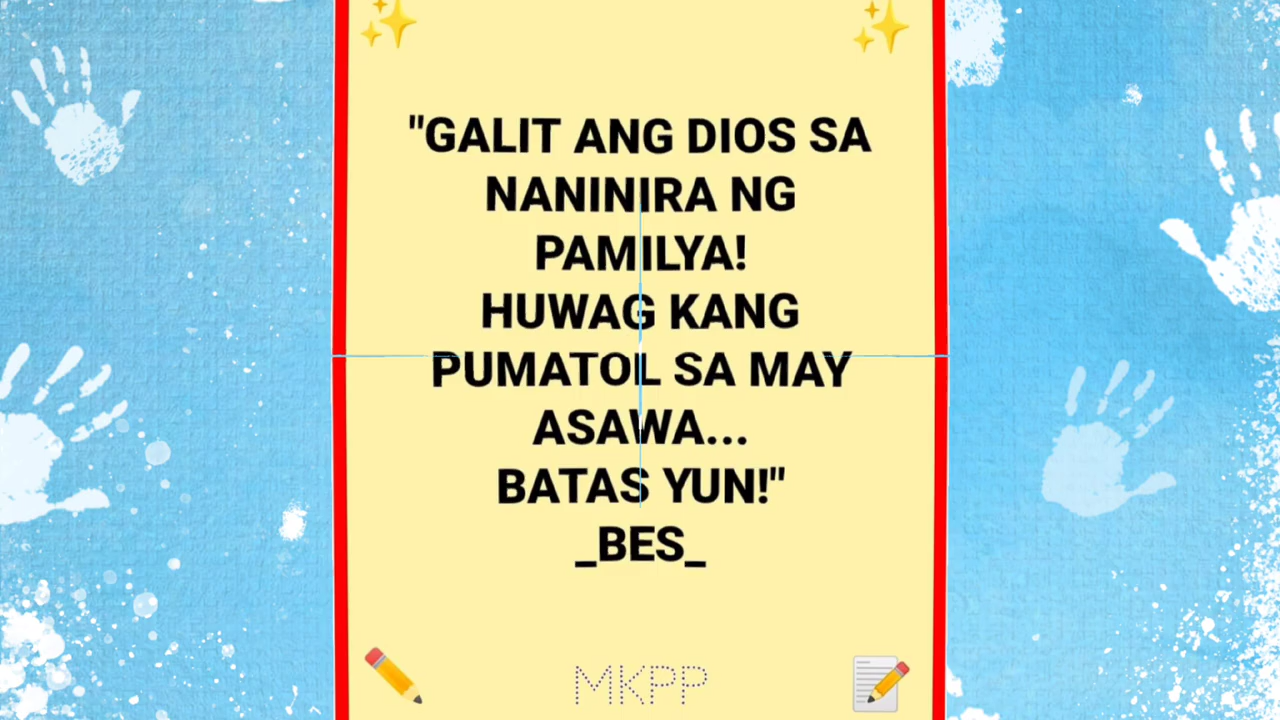 "GALIT ANG DIOS SA
NANINIRA NG
PAMILYA!
HUWAG KANG
PUMATOL SA MAY
ASAWA...
BATAS YUN!"
_BES_
MKPP